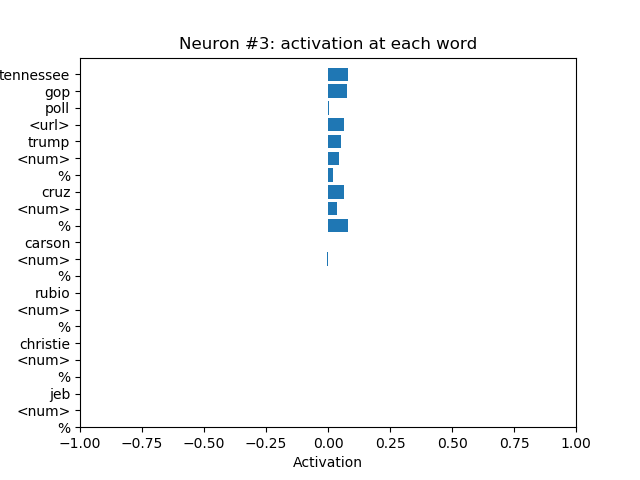 Neuron #3: activation at each word
tennessee
gop
poll
<url>
trump
<num>
%
cruz
<num>
%
carson
<num>
%
rubio
<num>
%
christie
<num>
%
jeb
<num>
%
−1.00 −0.75 −0.50 −0.25 0.00 0.25 0.50 0.75 1.00
Activation